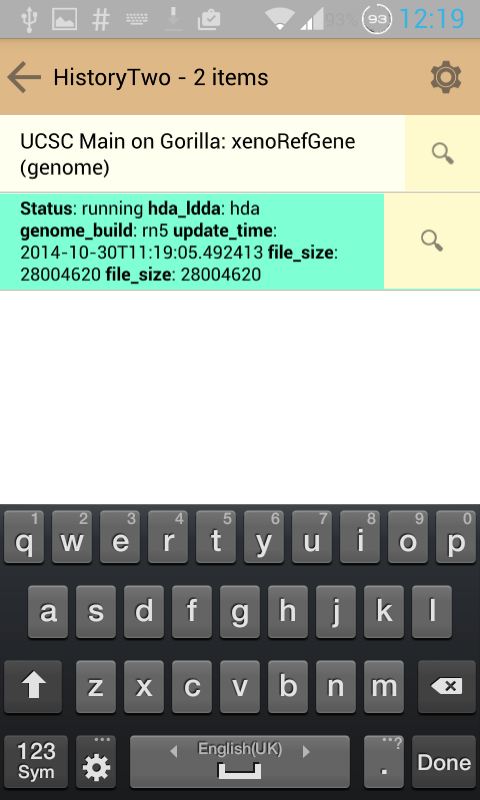 93% 93 12:19
HistoryTwo - 2 items
UCSC Main on Gorilla: xenoRefGene
(genome)
Status: running hda_ldda: hda
genome_build: rn5 update_time:
2014-10-30T11:19:05.492413 file_size:
28004620 file_size: 28004620
1 2 3 4 5 6 7 8 9 0
q w e r t y u i o p
a s d f g h j k l
z x c v b n m
123
Sym
English(UK)
...
...?
.
Done